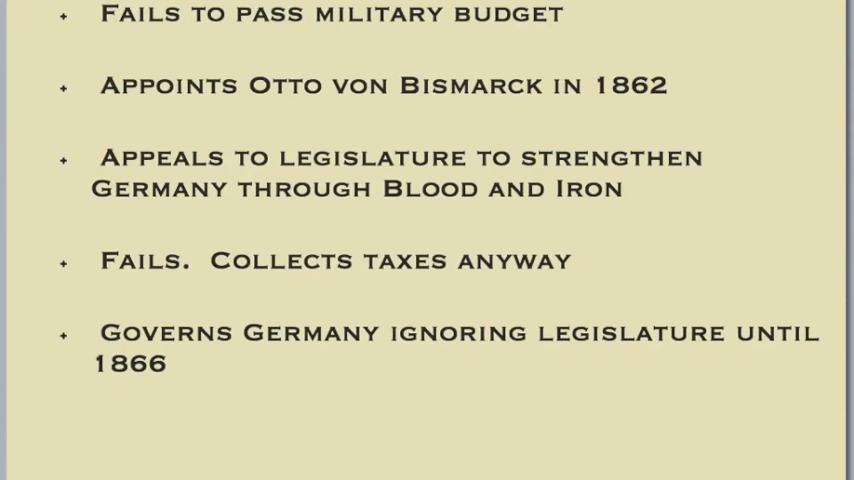 + Fails to pass military budget
+ Appoints Otto von Bismarck in 1862
+ Appeals to legislature to strengthen
Germany through Blood and Iron
+ Fails. Collects taxes anyway
+ Governs Germany ignoring legislature until
1866